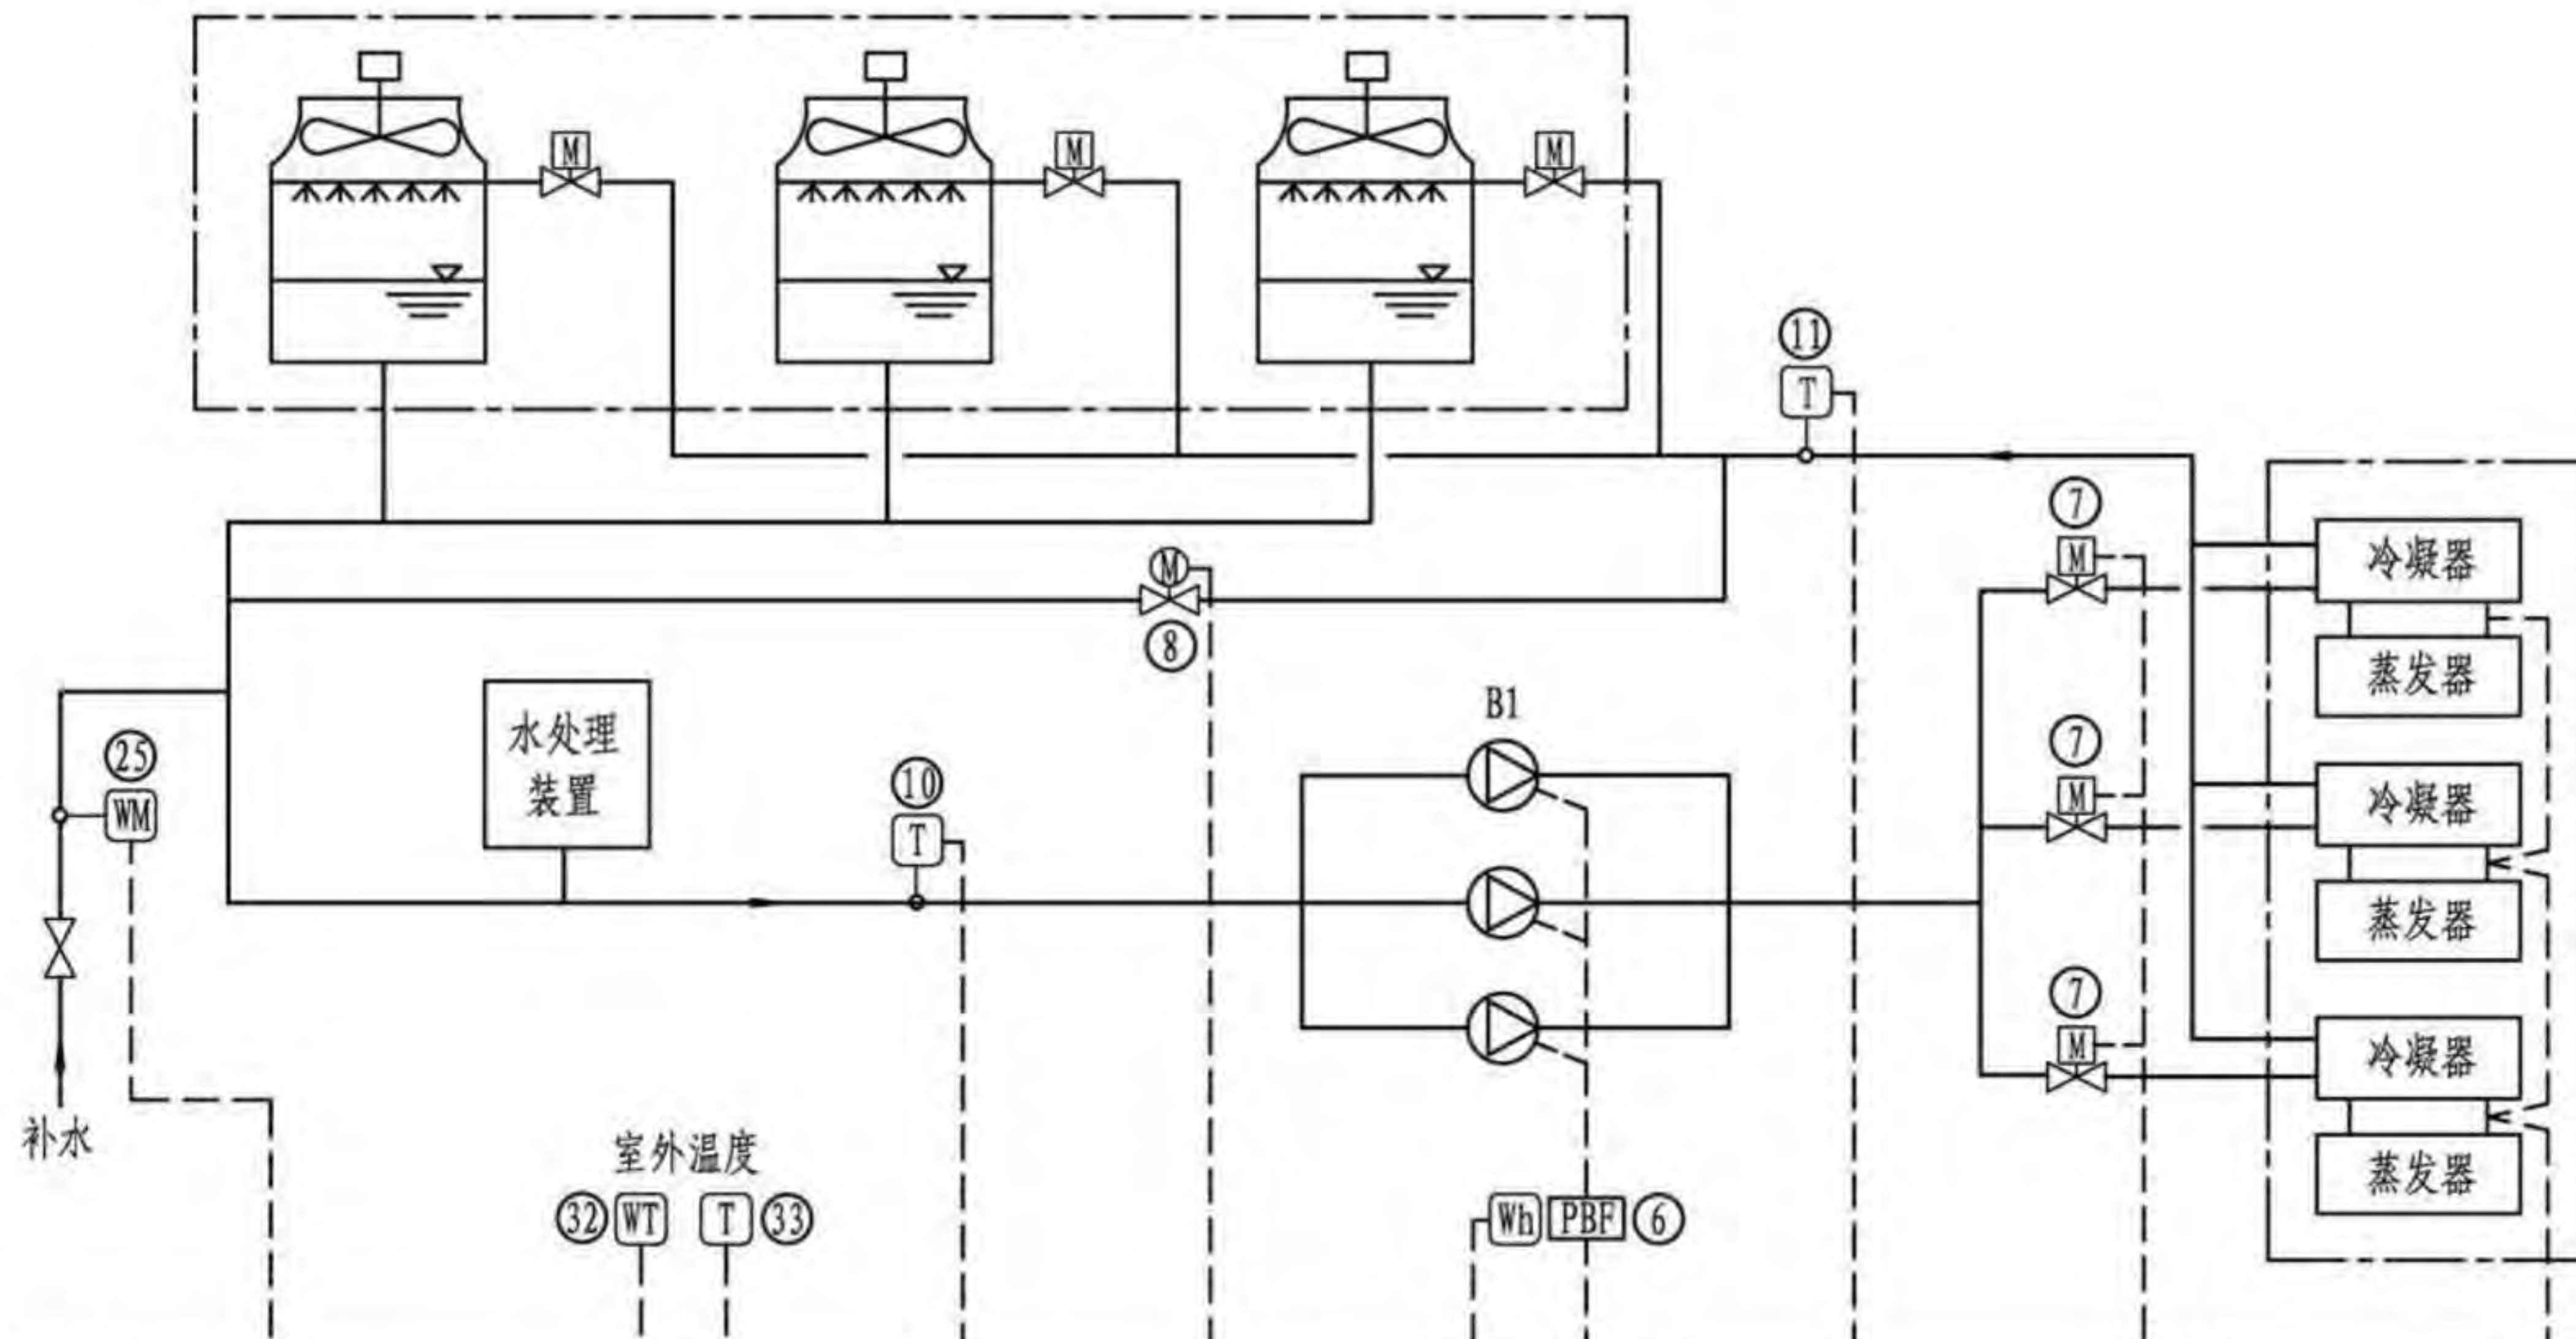 M
M
M
⑪
T
⑦
M
冷凝器
M
⑧
蒸发器
B1
水处理
装置
⑦
M
冷凝器
㉕
WM
⑩
T
蒸发器
⑦
M
冷凝器
补水
室外温度
蒸发器
㉜ WT T ㉝
Wh PBF ⑥